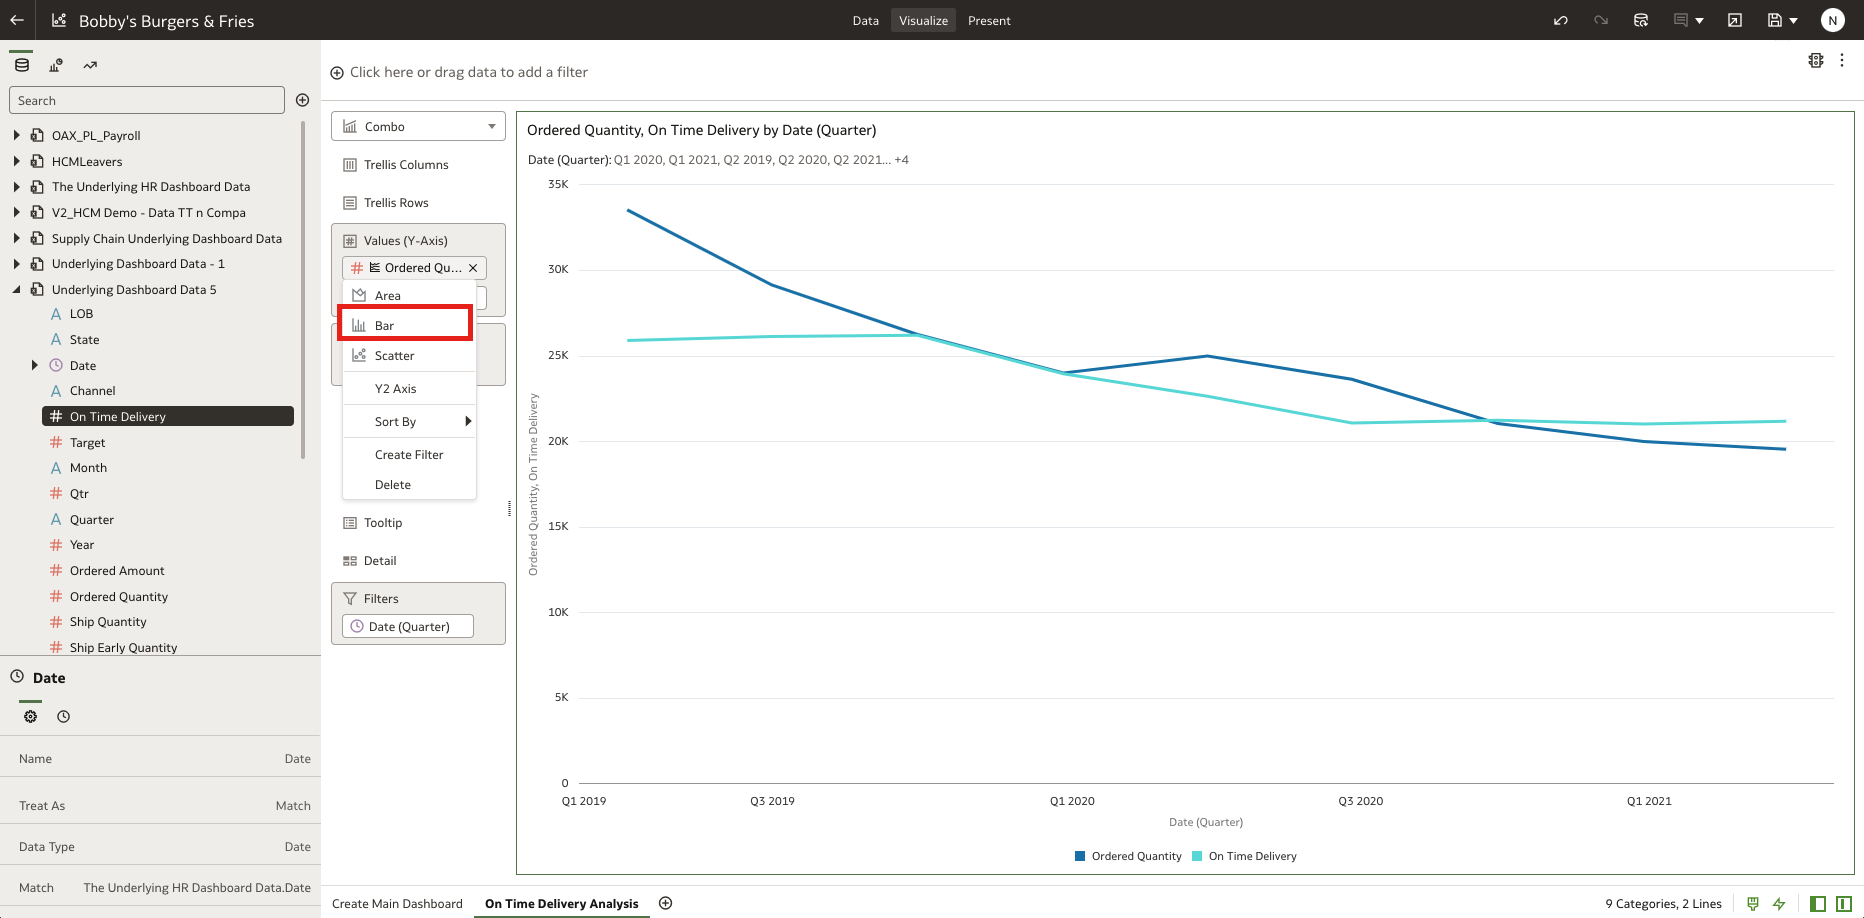 Bobby's Burgers & Fries
Data Visualize Present
N
Search
OAX_PL_Payroll
HCMLeavers
The Underlying HR Dashboard Data
V2_HCM Demo - Data TT n Compa
Supply Chain Underlying Dashboard Data
Underlying Dashboard Data - 1
Underlying Dashboard Data 5
A LOB
A State
Date
A Channel
# On Time Delivery
# Target
A Month
# Qtr
A Quarter
# Year
# Ordered Amount
# Ordered Quantity
# Ship Quantity
# Ship Early Quantity
Date
Name Date
Treat As Match
Data Type Date
Match The Underlying HR Dashboard Data.Date
Click here or drag data to add a filter
Combo
Trellis Columns
Trellis Rows
Values (Y-Axis)
# Ordered Qu...
Area
Bar
Scatter
Y2 Axis
Sort By
Create Filter
Delete
Tooltip
Detail
Filters
Date (Quarter)
Ordered Quantity, On Time Delivery by Date (Quarter)
Date (Quarter): Q1 2020, Q1 2021, Q2 2019, Q2 2020, Q2 2021... +4
35K
30K
25K
20K
15K
10K
5K
0
Ordered Quantity, On Time Delivery
Q1 2019 Q3 2019 Q1 2020 Q3 2020 Q1 2021
Date (Quarter)
Ordered Quantity On Time Delivery
Create Main Dashboard On Time Delivery Analysis
9 Categories, 2 Lines